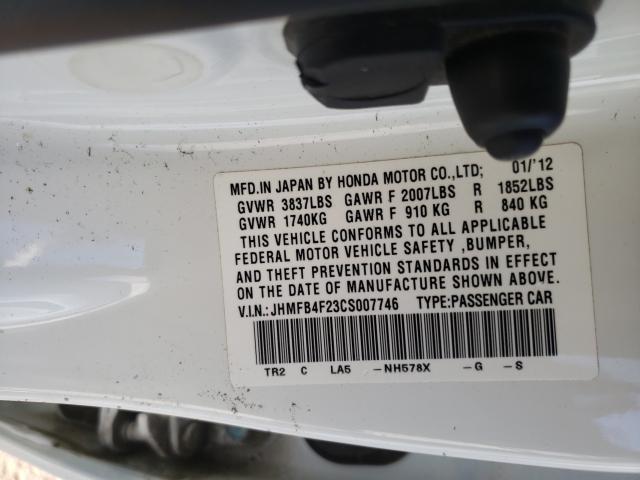 MFD.IN JAPAN BY HONDA MOTOR CO.,LTD; 01/'12
GVWR 3837LBS GAWR F 2007LBS R 1852LBS
GVWR 1740KG GAWR F 910 KG R 840 KG
THIS VEHICLE CONFORMS TO ALL APPLICABLE
FEDERAL MOTOR VEHICLE SAFETY ,BUMPER,
AND THEFT PREVENTION STANDARDS IN EFFECT
ON THE DATE OF MANUFACTURE SHOWN ABOVE.
V.I.N.:JHMFB4F23CS007746 TYPE:PASSENGER CAR
TR2 C LA5 -NH578X -G -S